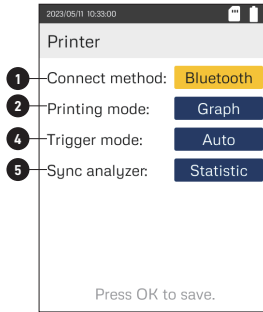 2023/05/11 10:33:00
Printer
1 Connect method: Bluetooth
2 Printing mode: Graph
4 Trigger mode: Auto
5 Sync analyzer: Statistic
Press OK to save.